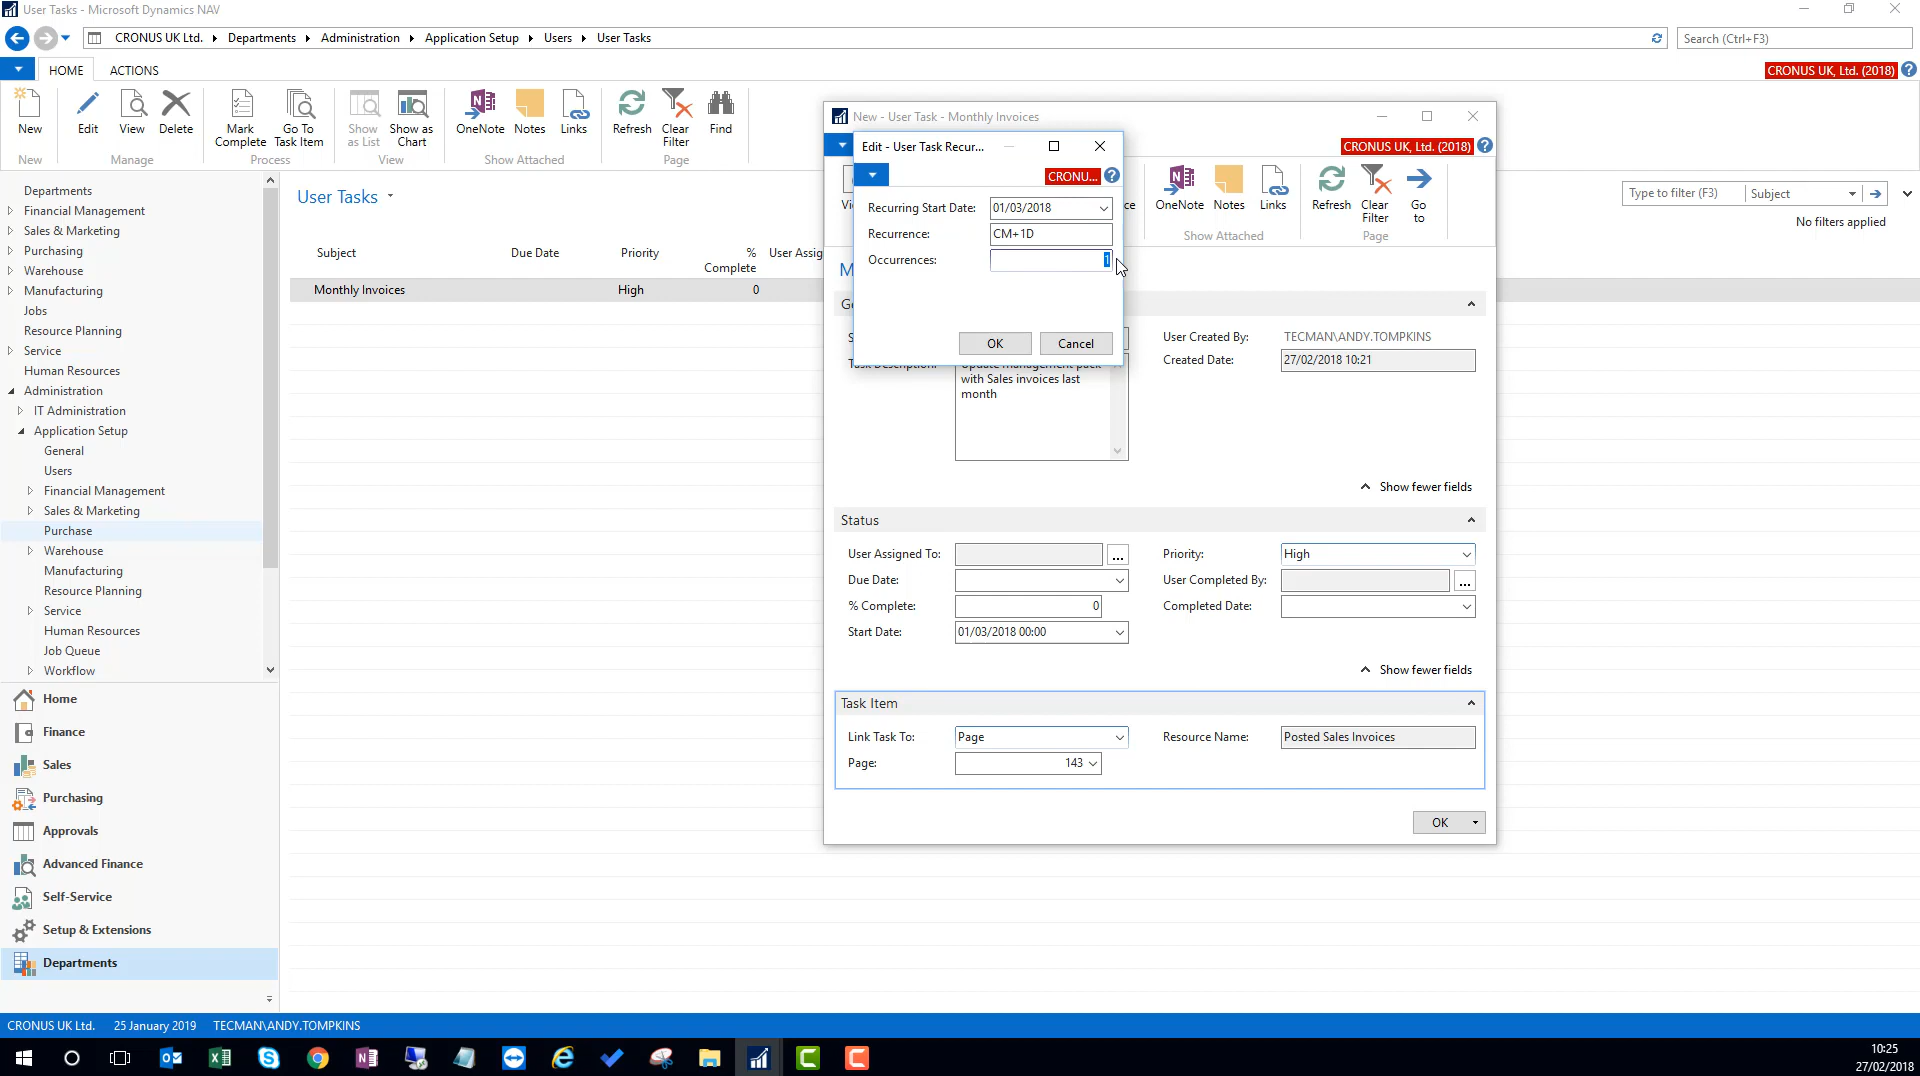 User Tasks - Microsoft Dynamics NAV
CRONUS UK Ltd. Departments Administration Application Setup Users User Tasks
Search (Ctrl+F3)
HOME ACTIONS
CRONUS UK, Ltd. (2018)
New
Edit
View
Delete
Mark Complete
Go To Task Item
Show as List
Show as Chart
OneNote
Notes
Links
Refresh
Clear Filter
Find
New
Manage
Process
View
Show Attached
Page
Departments
Financial Management
Sales & Marketing
Purchasing
Warehouse
Manufacturing
Jobs
Resource Planning
Service
Human Resources
Administration
IT Administration
Application Setup
General
Users
Financial Management
Sales & Marketing
Purchase
Warehouse
Manufacturing
Resource Planning
Service
Human Resources
Job Queue
Workflow
Home
Finance
Sales
Purchasing
Approvals
Advanced Finance
Self-Service
Setup & Extensions
Departments
User Tasks
Type to filter (F3) Subject
No filters applied
Subject Due Date Priority % Complete User Assig
Monthly Invoices High 0
New - User Task - Monthly Invoices
CRONUS UK, Ltd. (2018)
OneNote
Notes
Links
Refresh
Clear Filter
Go to
Show Attached
Page
Edit - User Task Recur...
CRONU...
Recurring Start Date: 01/03/2018
Recurrence: CM+1D
Occurrences: 1
OK Cancel
User Created By: TECMAN\ANDY.TOMPKINS
Created Date: 27/02/2018 10:21
Task Description: Update management pack
with Sales invoices last
month
Show fewer fields
Status
User Assigned To: ...
Priority: High
Due Date:
User Completed By: ...
% Complete: 0
Completed Date:
Start Date: 01/03/2018 00:00
Show fewer fields
Task Item
Link Task To: Page
Resource Name: Posted Sales Invoices
Page: 143
OK
CRONUS UK Ltd. 25 January 2019 TECMAN\ANDY.TOMPKINS
10:25
27/02/2018